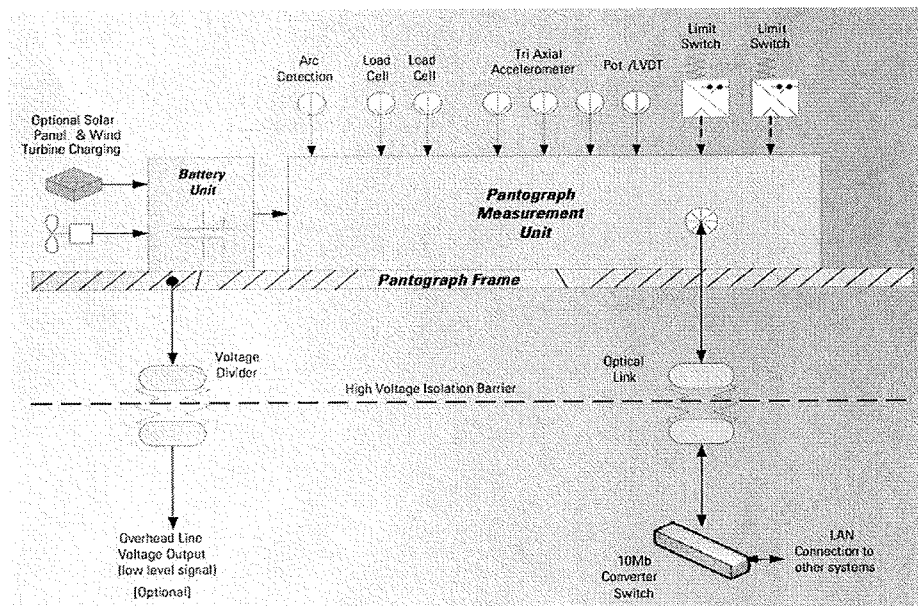 Arc
Detection
Load
Cell
Load
Cell
Tri Axial
Accelerometer
Pot /LVDT
Limit
Switch
Limit
Switch
Optional Solar
Panel & Wind
Turbine Charging
Battery
Unit
Pantograph
Measurement
Unit
Pantograph Frame
Voltage
Divider
Optical
Link
High Voltage Isolation Barrier
Overhead Line
Voltage Output
(low level signal)
[Optional]
10Mb
Converter
Switch
LAN
Connection to
other systems